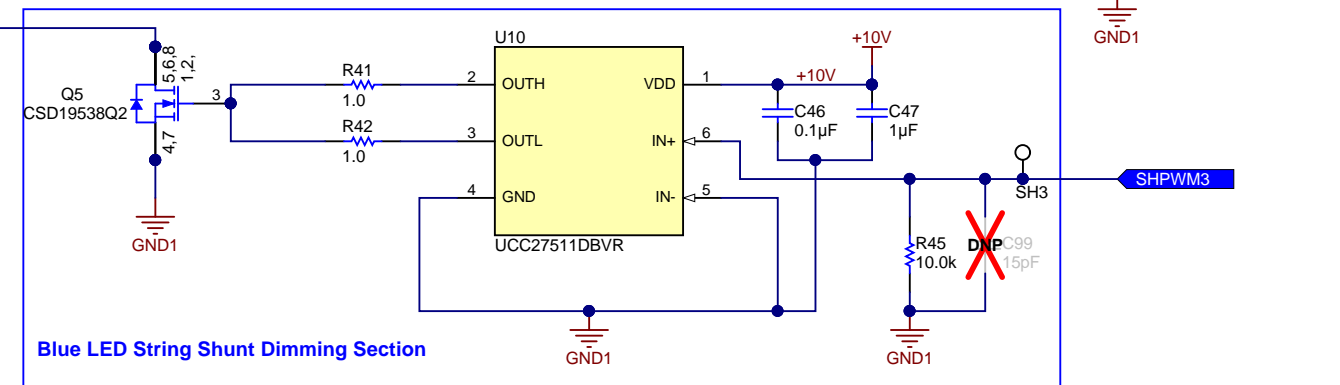 GND1
U10
+10V
5,6,8
1,2,
Q5
CSD19538Q2
3
4,7
GND1
R41
1.0
R42
1.0
2
OUTH
3
OUTL
4
GND
VDD
1
IN+
6
IN-
5
UCC27511DBVR
+10V
C46
0.1µF
C47
1µF
SH3
SHPWM3
R45
10.0k
DNP
C99
15pF
GND1
GND1
Blue LED String Shunt Dimming Section